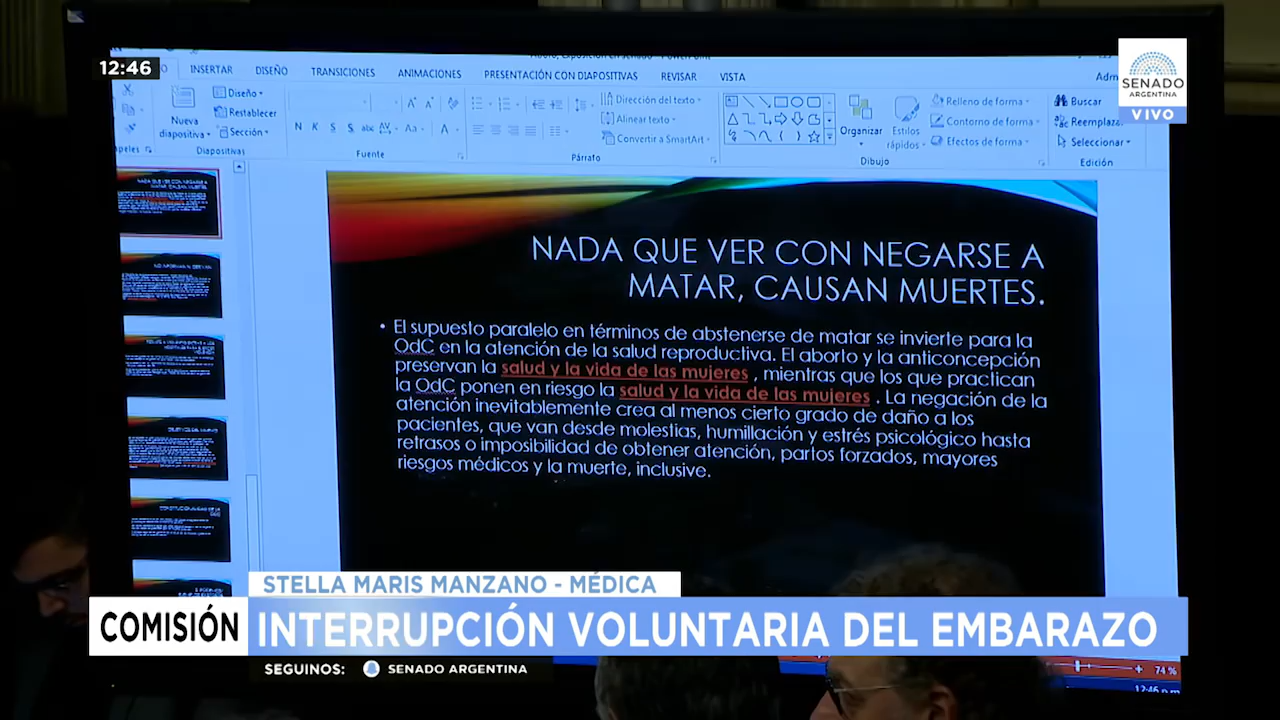 12:46
INSERTAR DISEÑO TRANSICIONES ANIMACIONES PRESENTACIÓN CON DIAPOSITIVAS REVISAR VISTA
SENADO
ARGENTINA
VIVO
Nueva
diapositiva
Diseño
Restablecer
Sección
Diapositivas
N K S S abc AV Aa A
Fuente
Dirección del texto
Alinear texto
Convertir a SmartArt
Párrafo
Organizar
Estilos
rápidos
Relleno de forma
Contorno de forma
Efectos de forma
Dibujo
Buscar
Reemplaza
Seleccionar
Edición
NADA QUE VER CON NEGARSE A
MATAR, CAUSAN MUERTES.
• El supuesto paralelo en términos de abstenerse de matar se invierte para la
OdC en la atención de la salud reproductiva. El aborto y la anticoncepción
preservan la salud y la vida de las mujeres , mientras que los que practican
la OdC ponen en riesgo la salud y la vida de las mujeres . La negación de la
atención inevitablemente crea al menos cierto grado de daño a los
pacientes, que van desde molestias, humillación y estrés psicológico hasta
retrasos o imposibilidad de obtener atención, partos forzados, mayores
riesgos médicos y la muerte, inclusive.
STELLA MARIS MANZANO - MÉDICA
COMISIÓN INTERRUPCIÓN VOLUNTARIA DEL EMBARAZO
SEGUINOS: SENADO ARGENTINA
74 %
12:46 p.m.